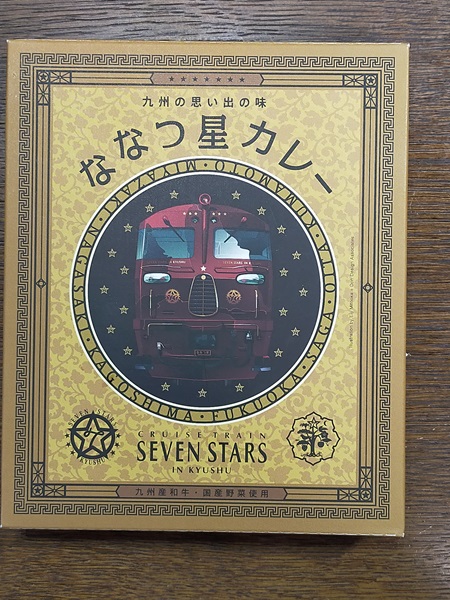 九州の思い出の味
ななつ星カレー
NAGASAKI・MIYAZAKI・KUMAMOTO・OITA・SAGA・FUKUOKA・KAGOSHIMA・
SEVEN STARS
7
KYUSHU
CRUISE TRAIN
SEVEN STARS
IN KYUSHU
九州産和牛・国産野菜使用